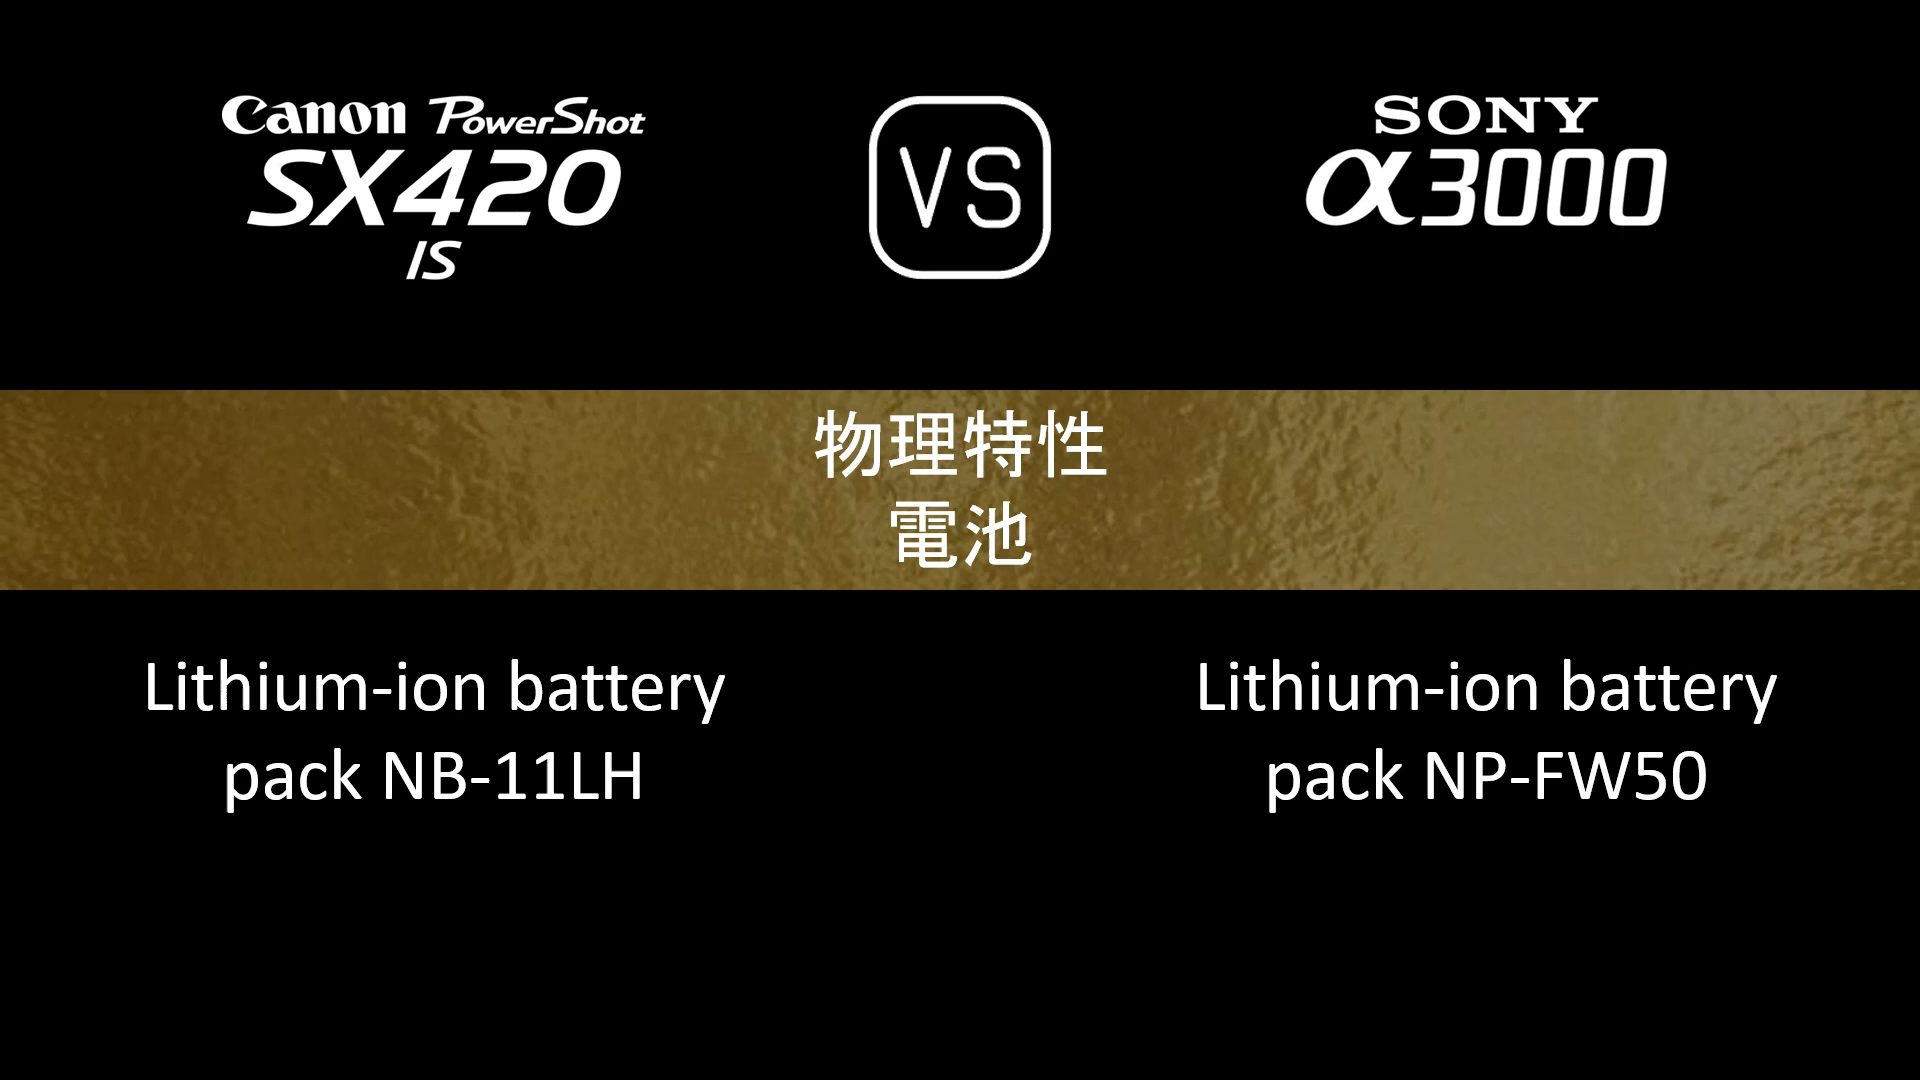 Canon PowerShot
SX420
IS
VS
SONY
α3000
物理特性
電池
Lithium-ion battery
pack NB-11LH
Lithium-ion battery
pack NP-FW50